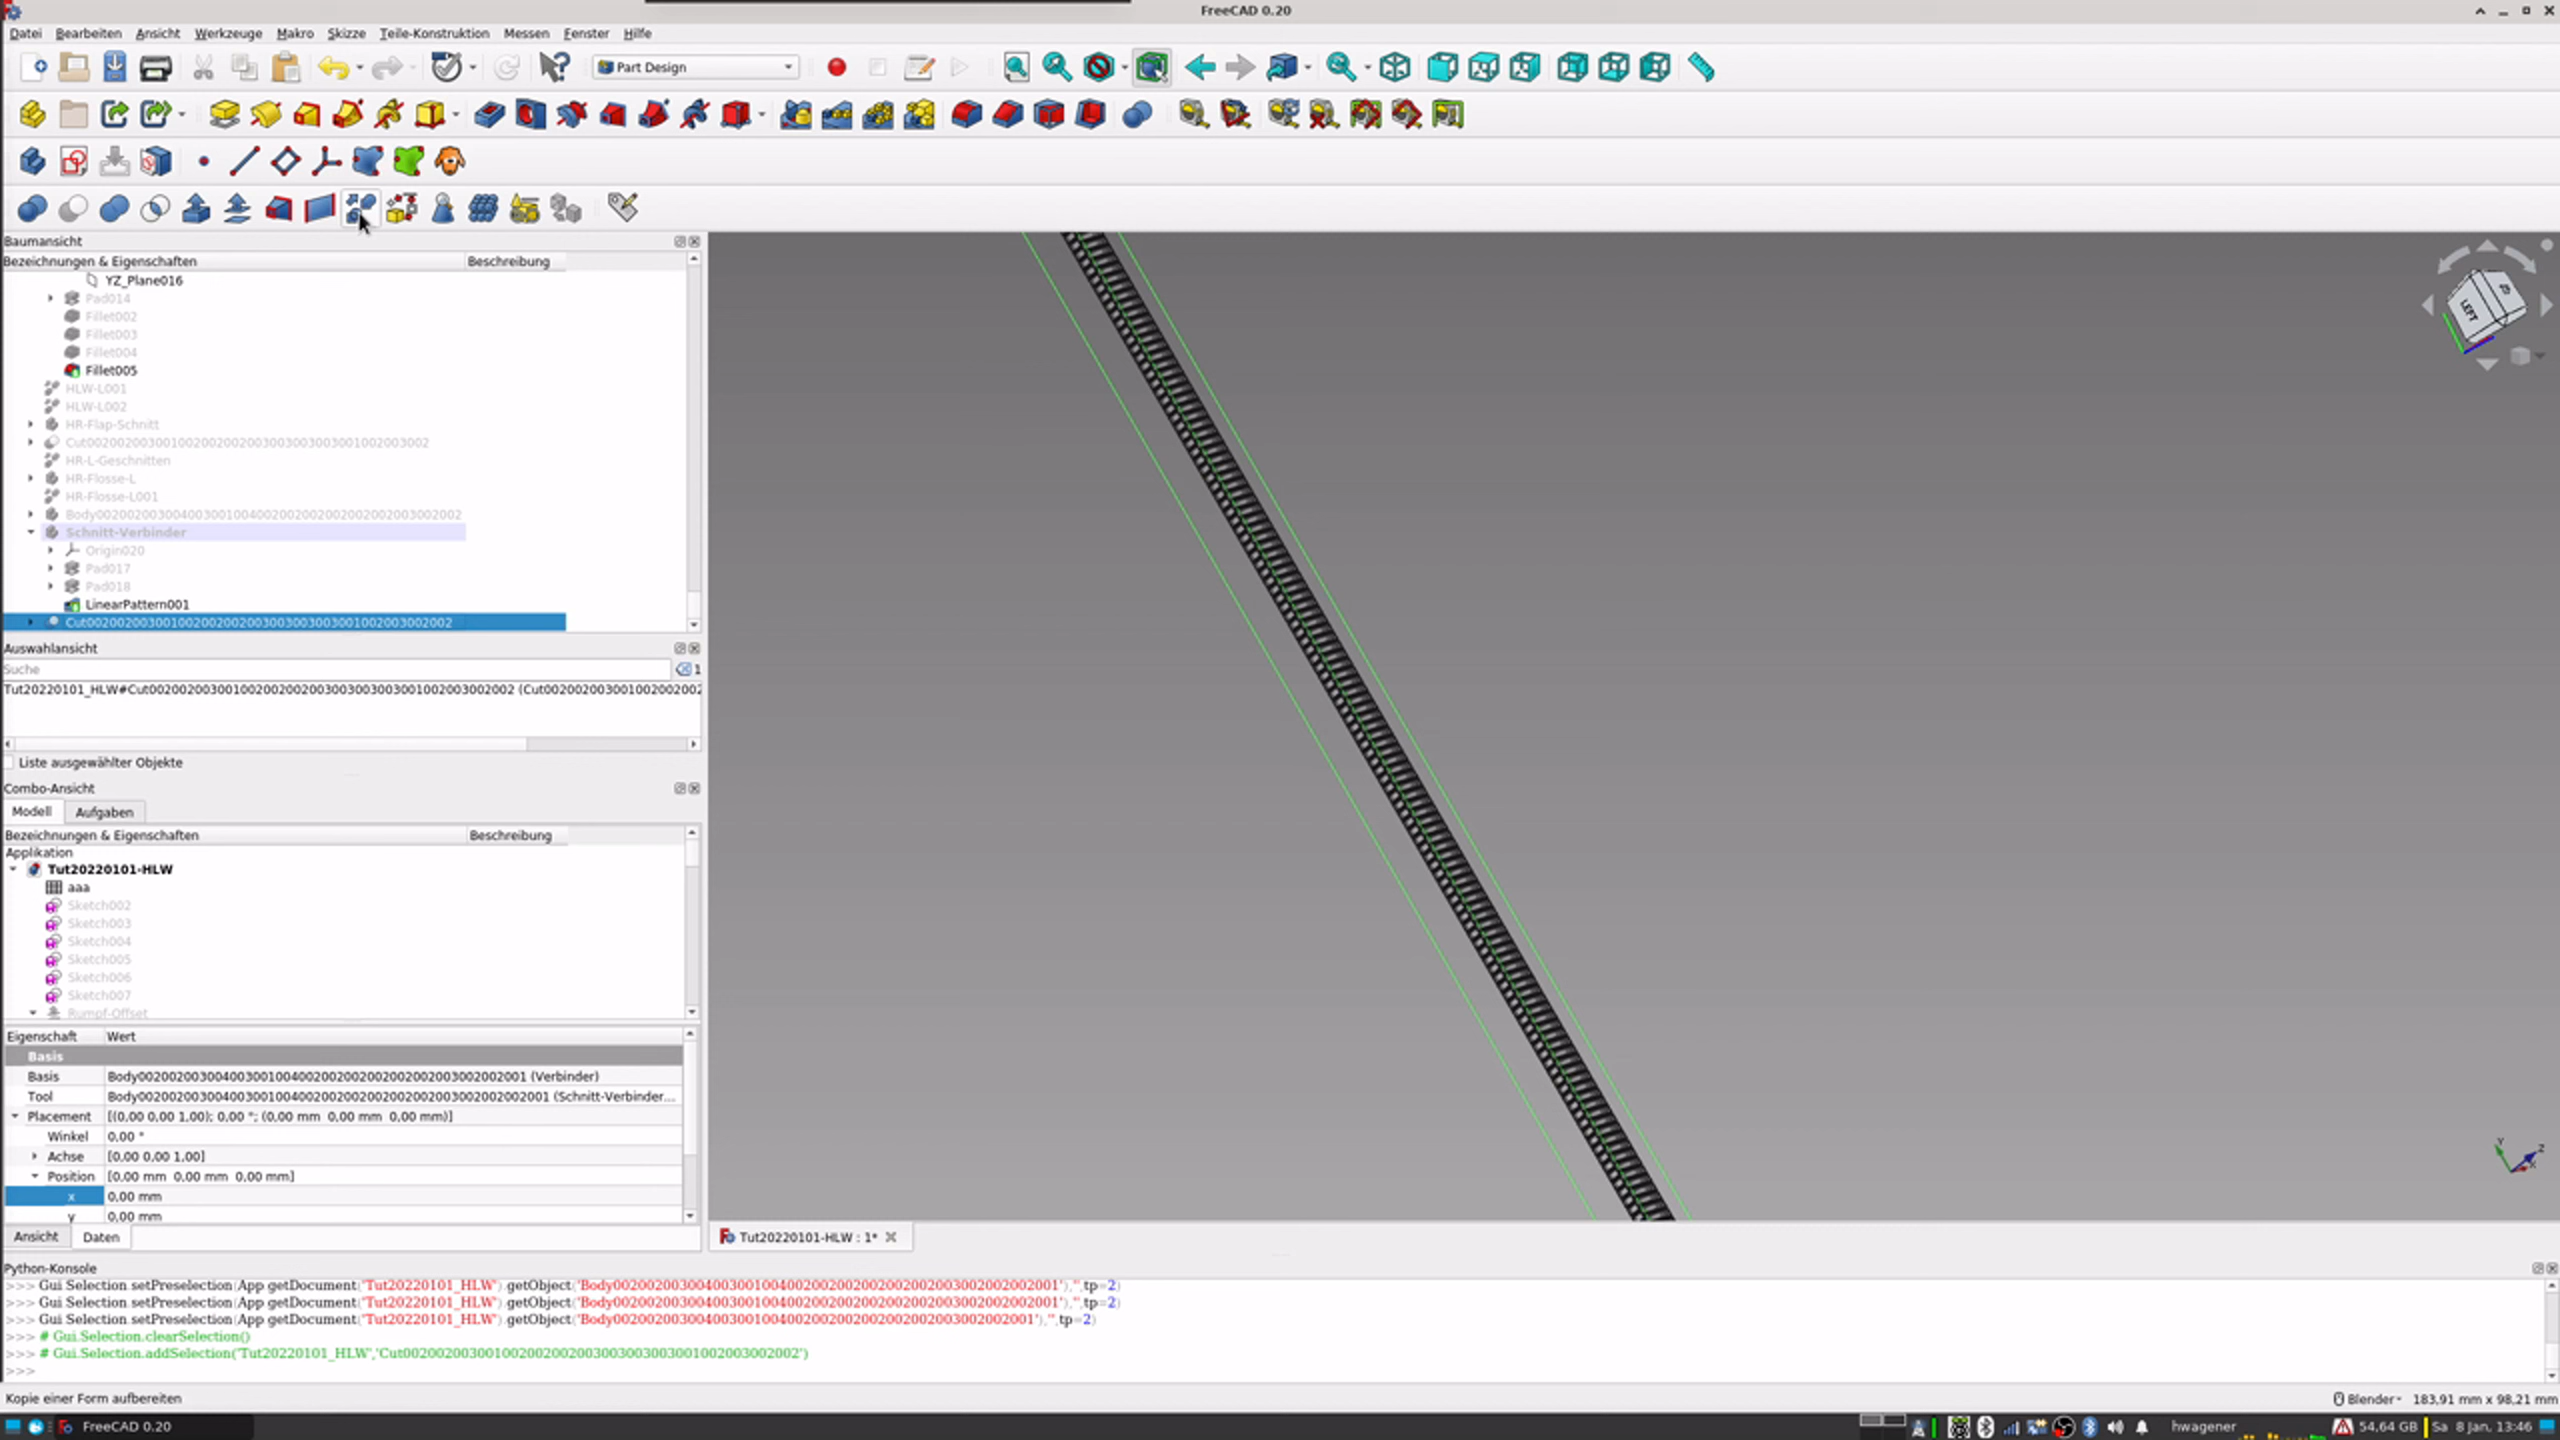 FreeCAD 0.20
Datei Bearbeiten Ansicht Werkzeuge Makro Skizze Teile-Konstruktion Messen Fenster Hilfe
Part Design
Baumansicht
Bezeichnungen & Eigenschaften Beschreibung
YZ_Plane016
Pad014
Fillet002
Fillet003
Fillet004
Fillet005
HLW-L001
HLW-L002
HR-Flap-Schnitt
Cut002002003001002002002003003003003001002003002
HR-L-Geschnitten
HR-Flosse-L
HR-Flosse-L001
Body002002003004003001004002002002002002002003002002
Schnitt-Verbinder
Origin020
Pad017
Pad018
LinearPattern001
Cut002002003001002002002003003003003001002003002002
Auswahlansicht
Suche 1
Tut20220101_HLW#Cut002002003001002002002003003003003001002003002002 (Cut002002003001002002002
Liste ausgewählter Objekte
Combo-Ansicht
Modell Aufgaben
Bezeichnungen & Eigenschaften Beschreibung
Applikation
Tut20220101-HLW
aaa
Sketch002
Sketch003
Sketch004
Sketch005
Sketch006
Sketch007
Rumpf-Offset
Eigenschaft Wert
Basis
Basis Body002002003004003001004002002002002002002003002002001 (Verbinder)
Tool Body002002003004003001004002002002002002002003002002002001 (Schnitt-Verbinder...
Placement [(0,00 0,00 1,00); 0,00 °; (0,00 mm 0,00 mm 0,00 mm)]
Winkel 0,00 °
Achse [0,00 0,00 1,00]
Position [0,00 mm 0,00 mm 0,00 mm]
x 0,00 mm
y 0,00 mm
Ansicht Daten
LEFT
Y
Z
X
Tut20220101-HLW : 1*
Python-Konsole
>>> Gui Selection setPreselection(App getDocument('Tut20220101_HLW') getObject('Body002002003004003001004002002002002002002003002002002001'),'',tp=2)
>>> Gui Selection setPreselection(App getDocument('Tut20220101_HLW') getObject('Body002002003004003001004002002002002002002003002002002001'),'',tp=2)
>>> Gui Selection setPreselection(App getDocument('Tut20220101_HLW') getObject('Body002002003004003001004002002002002002002003002002001'),'',tp=2)
>>> # Gui.Selection.clearSelection()
>>> # Gui.Selection.addSelection('Tut20220101_HLW','Cut002002003001002002002003003003003001002003002002')
>>>
Kopie einer Form aufbereiten Blender 183,91 mm x 98,21 mm
FreeCAD 0.20 hwagener 54,64 GB Sa 8 Jan, 13:46